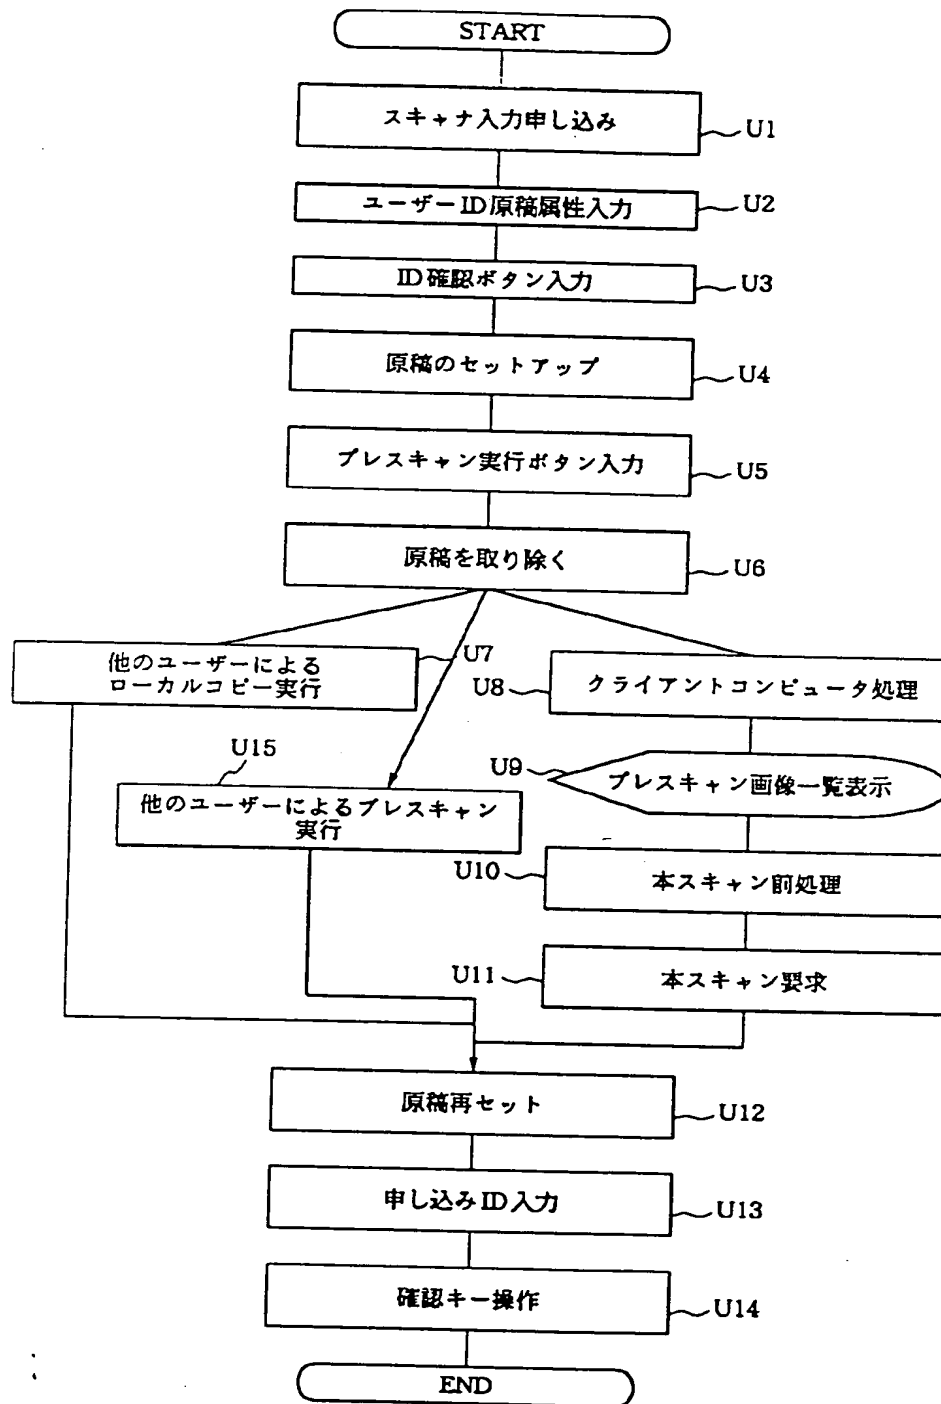 START
スキャナ入力申し込み
U1
ユーザーID原稿属性入力
U2
ID確認ボタン入力
U3
原稿のセットアップ
U4
プレスキャン実行ボタン入力
U5
原稿を取り除く
U6
他のユーザーによる
ローカルコピー実行
U7
U8
クライアントコンピュータ処理
U15
他のユーザーによるプレスキャン
実行
U9
プレスキャン画像一覧表示
U10
本スキャン前処理
U11
本スキャン要求
原稿再セット
U12
申し込みID入力
U13
確認キー操作
U14
END